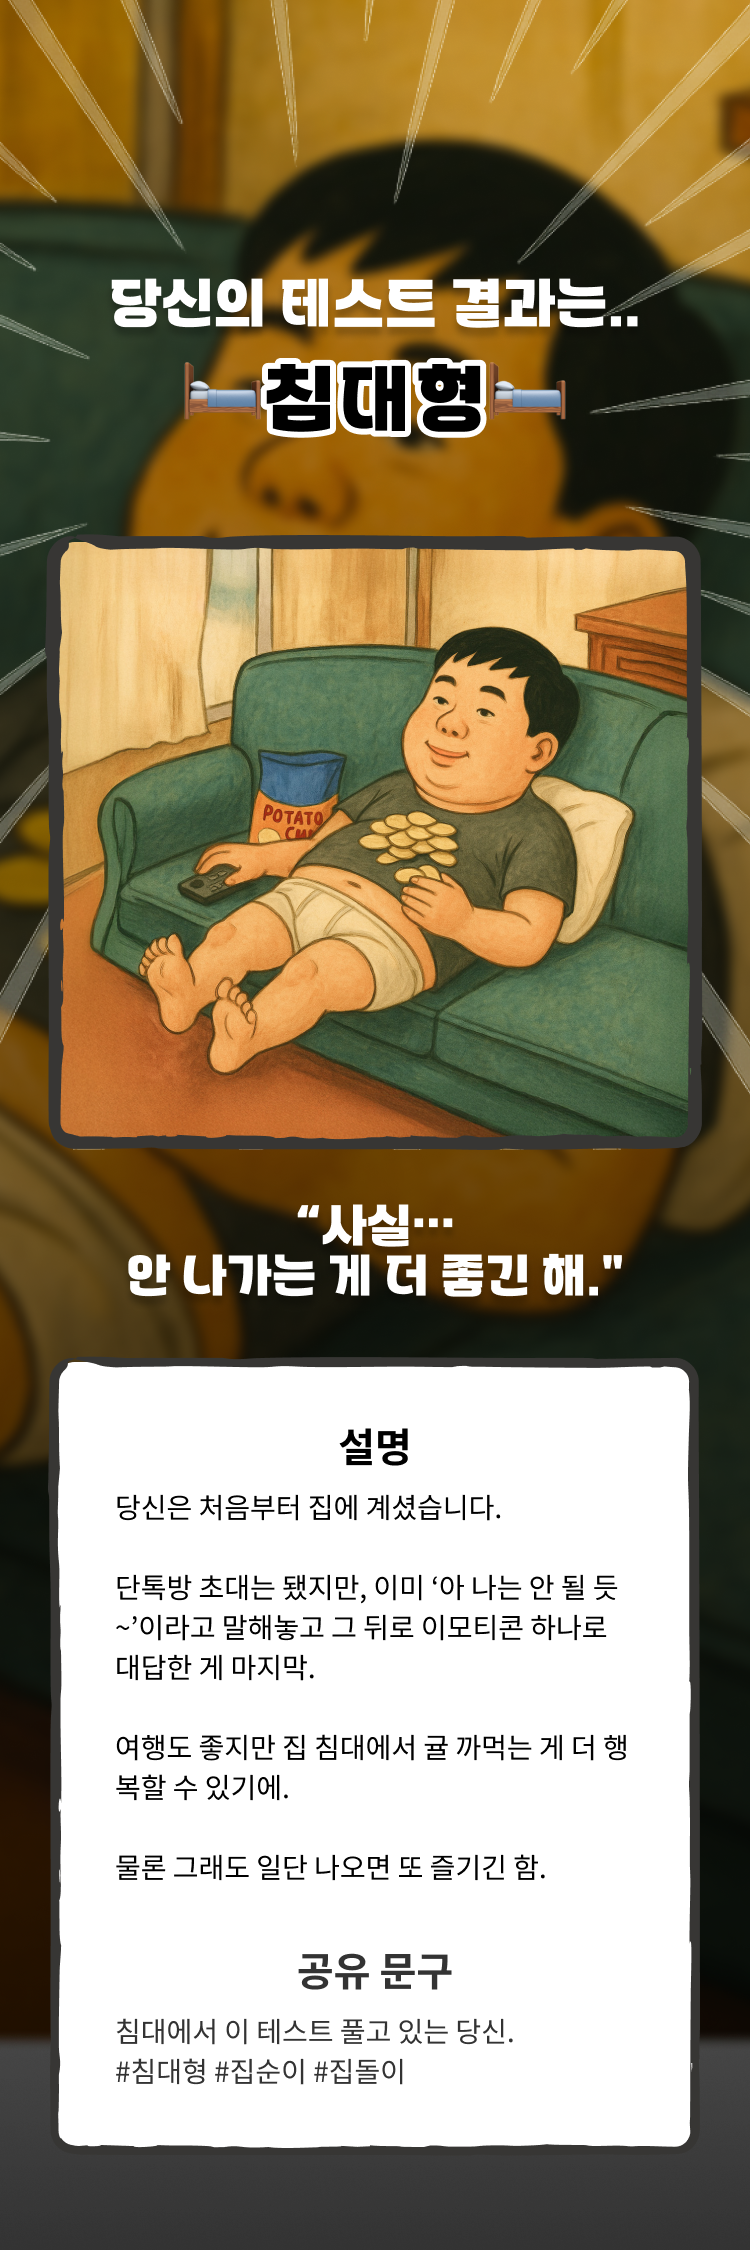 당신의 테스트 결과는..
침대형
POTATO
“사실…
안 나가는 게 더 좋긴 해."
설명
당신은 처음부터 집에 계셨습니다.
단톡방 초대는 됐지만, 이미 ‘아 나는 안 될 듯
~’이라고 말해놓고 그 뒤로 이모티콘 하나로
대답한 게 마지막.
여행도 좋지만 집 침대에서 귤 까먹는 게 더 행
복할 수 있기에.
물론 그래도 일단 나오면 또 즐기긴 함.
공유 문구
침대에서 이 테스트 풀고 있는 당신.
#침대형 #집순이 #집돌이